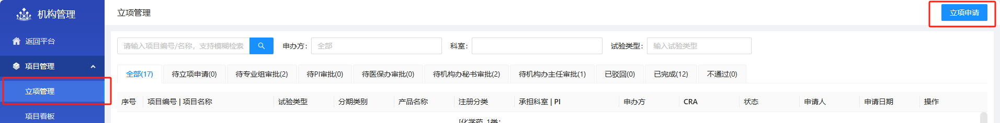 机构管理
返回平台
项目管理
立项管理
项目看板
立项管理
立项申请
请输入项目编号/名称，支持模糊检索 申办方： 全部 科室： 试验类型： 输入试验类型
全部(17) 待立项申请(0) 待专业组审批(2) 待PI审批(0) 待医保办审批(0) 待机构办秘书审批(2) 待机构办主任审批(1) 已驳回(0) 已完成(12) 不通过(0)
序号 项目编号 | 项目名称 试验类型 分期类别 产品名称 注册分类 承担科室 | PI 申办方 CRA 状态 申请人 申请日期 操作
[化学药 1类：